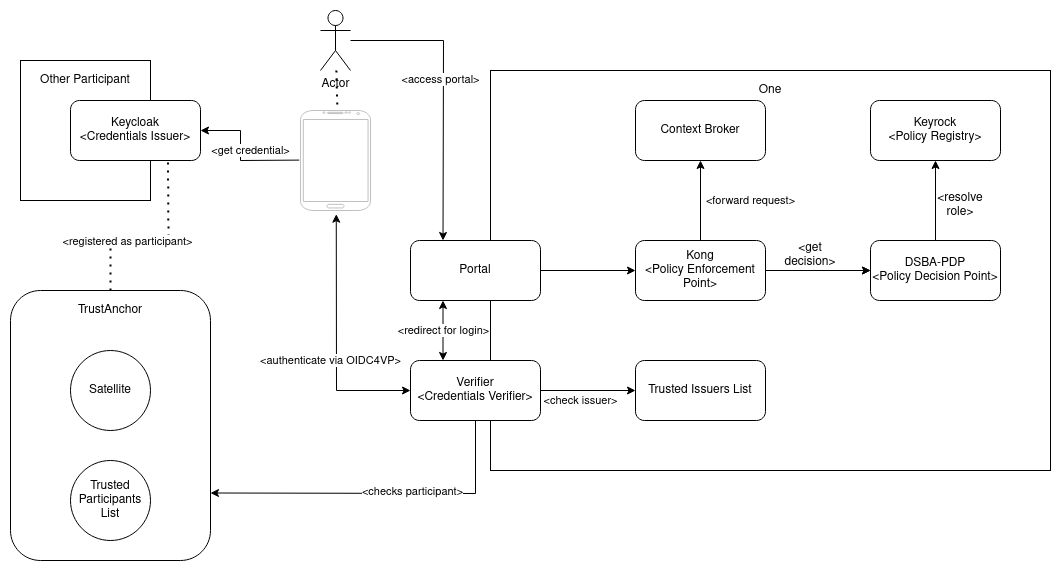 Actor
<access portal>
Other Participant
Keycloak
<Credentials Issuer>
<get credential>
One
Context Broker
Keyrock
<Policy Registry>
<forward request>
<resolve
role>
<registered as participant>
Portal
Kong
<Policy Enforcement
Point>
<get
decision>
DSBA-PDP
<Policy Decision Point>
TrustAnchor
<redirect for login>
<authenticate via OIDC4VP>
Satellite
Verifier
<Credentials Verifier>
<check issuer>
Trusted Issuers List
Trusted
Participants
List
<checks participant>